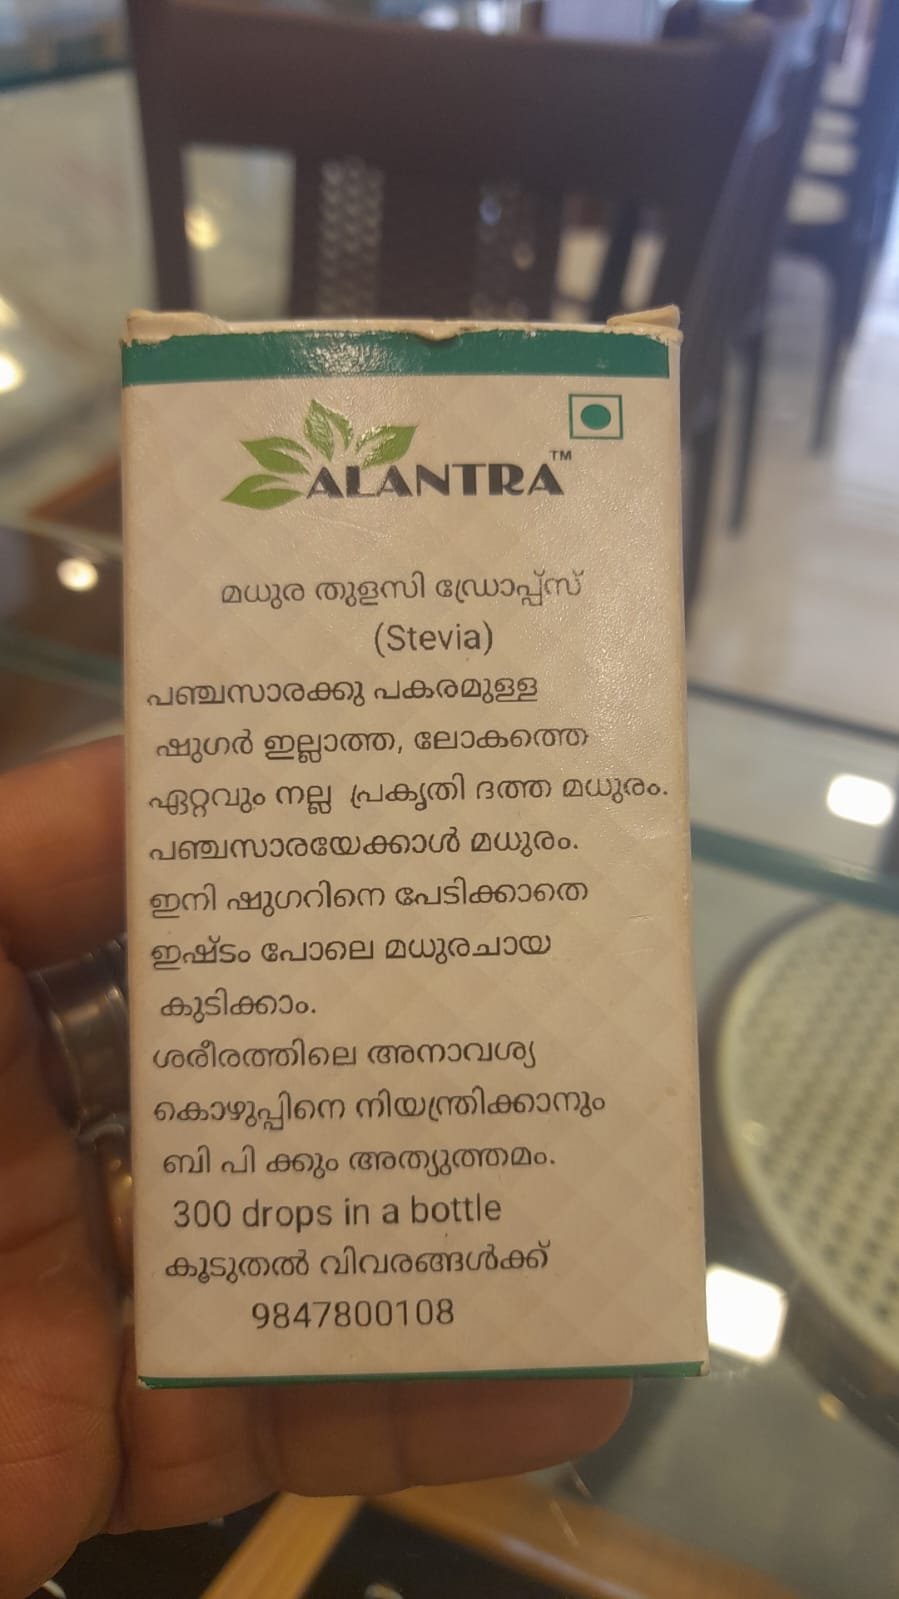 ALANTRA™
മധുര തുളസി ഡ്രോപ്പ്സ്
(Stevia)
പഞ്ചസാരക്കു പകരമുള്ള
ഷുഗർ ഇല്ലാത്ത, ലോകത്തെ
ഏറ്റവും നല്ല പ്രകൃതി ദത്ത മധുരം.
പഞ്ചസാരയേക്കാൾ മധുരം.
ഇനി ഷുഗറിനെ പേടിക്കാതെ
ഇഷ്ടം പോലെ മധുരചായ
കുടിക്കാം.
ശരീരത്തിലെ അനാവശ്യ
കൊഴുപ്പിനെ നിയന്ത്രിക്കാനും
ബി പി ക്കും അത്യുത്തമം.
300 drops in a bottle
കൂടുതൽ വിവരങ്ങൾക്ക്
9847800108